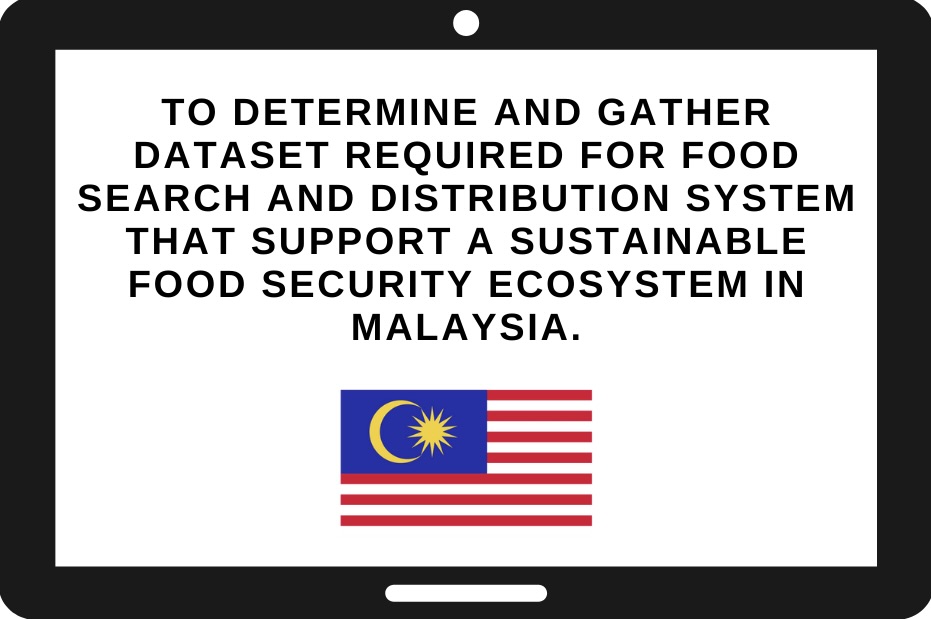 TO DETERMINE AND GATHER
DATASET REQUIRED FOR FOOD
SEARCH AND DISTRIBUTION SYSTEM
THAT SUPPORT A SUSTAINABLE
FOOD SECURITY ECOSYSTEM IN
MALAYSIA.